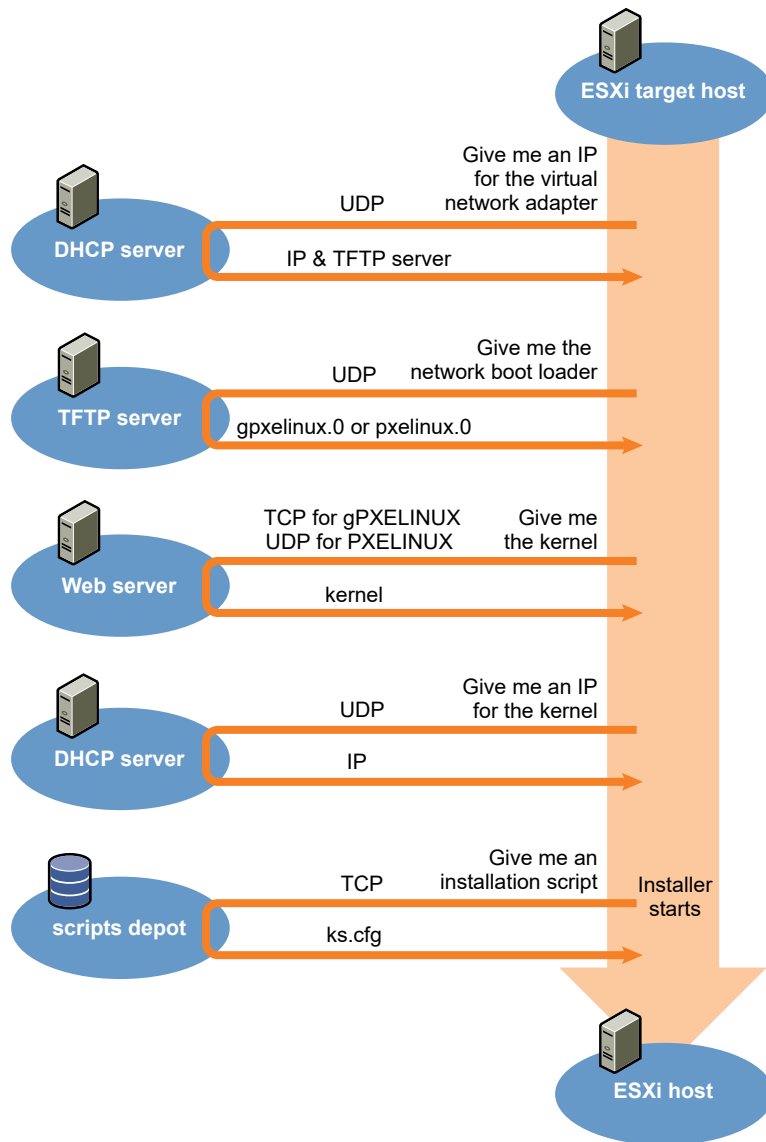 ESXi target host
Give me an IP
for the virtual
UDP network adapter
DHCP server
IP & TFTP server
Give me the
UDP network boot loader
TFTP server
gpxelinux.0 or pxelinux.0
TCP for gPXELINUX Give me
UDP for PXELINUX the kernel
Web server
kernel
Give me an IP
UDP for the kernel
DHCP server
IP
Give me an
TCP installation script
Installer
starts
scripts depot
ks.cfg
ESXi host